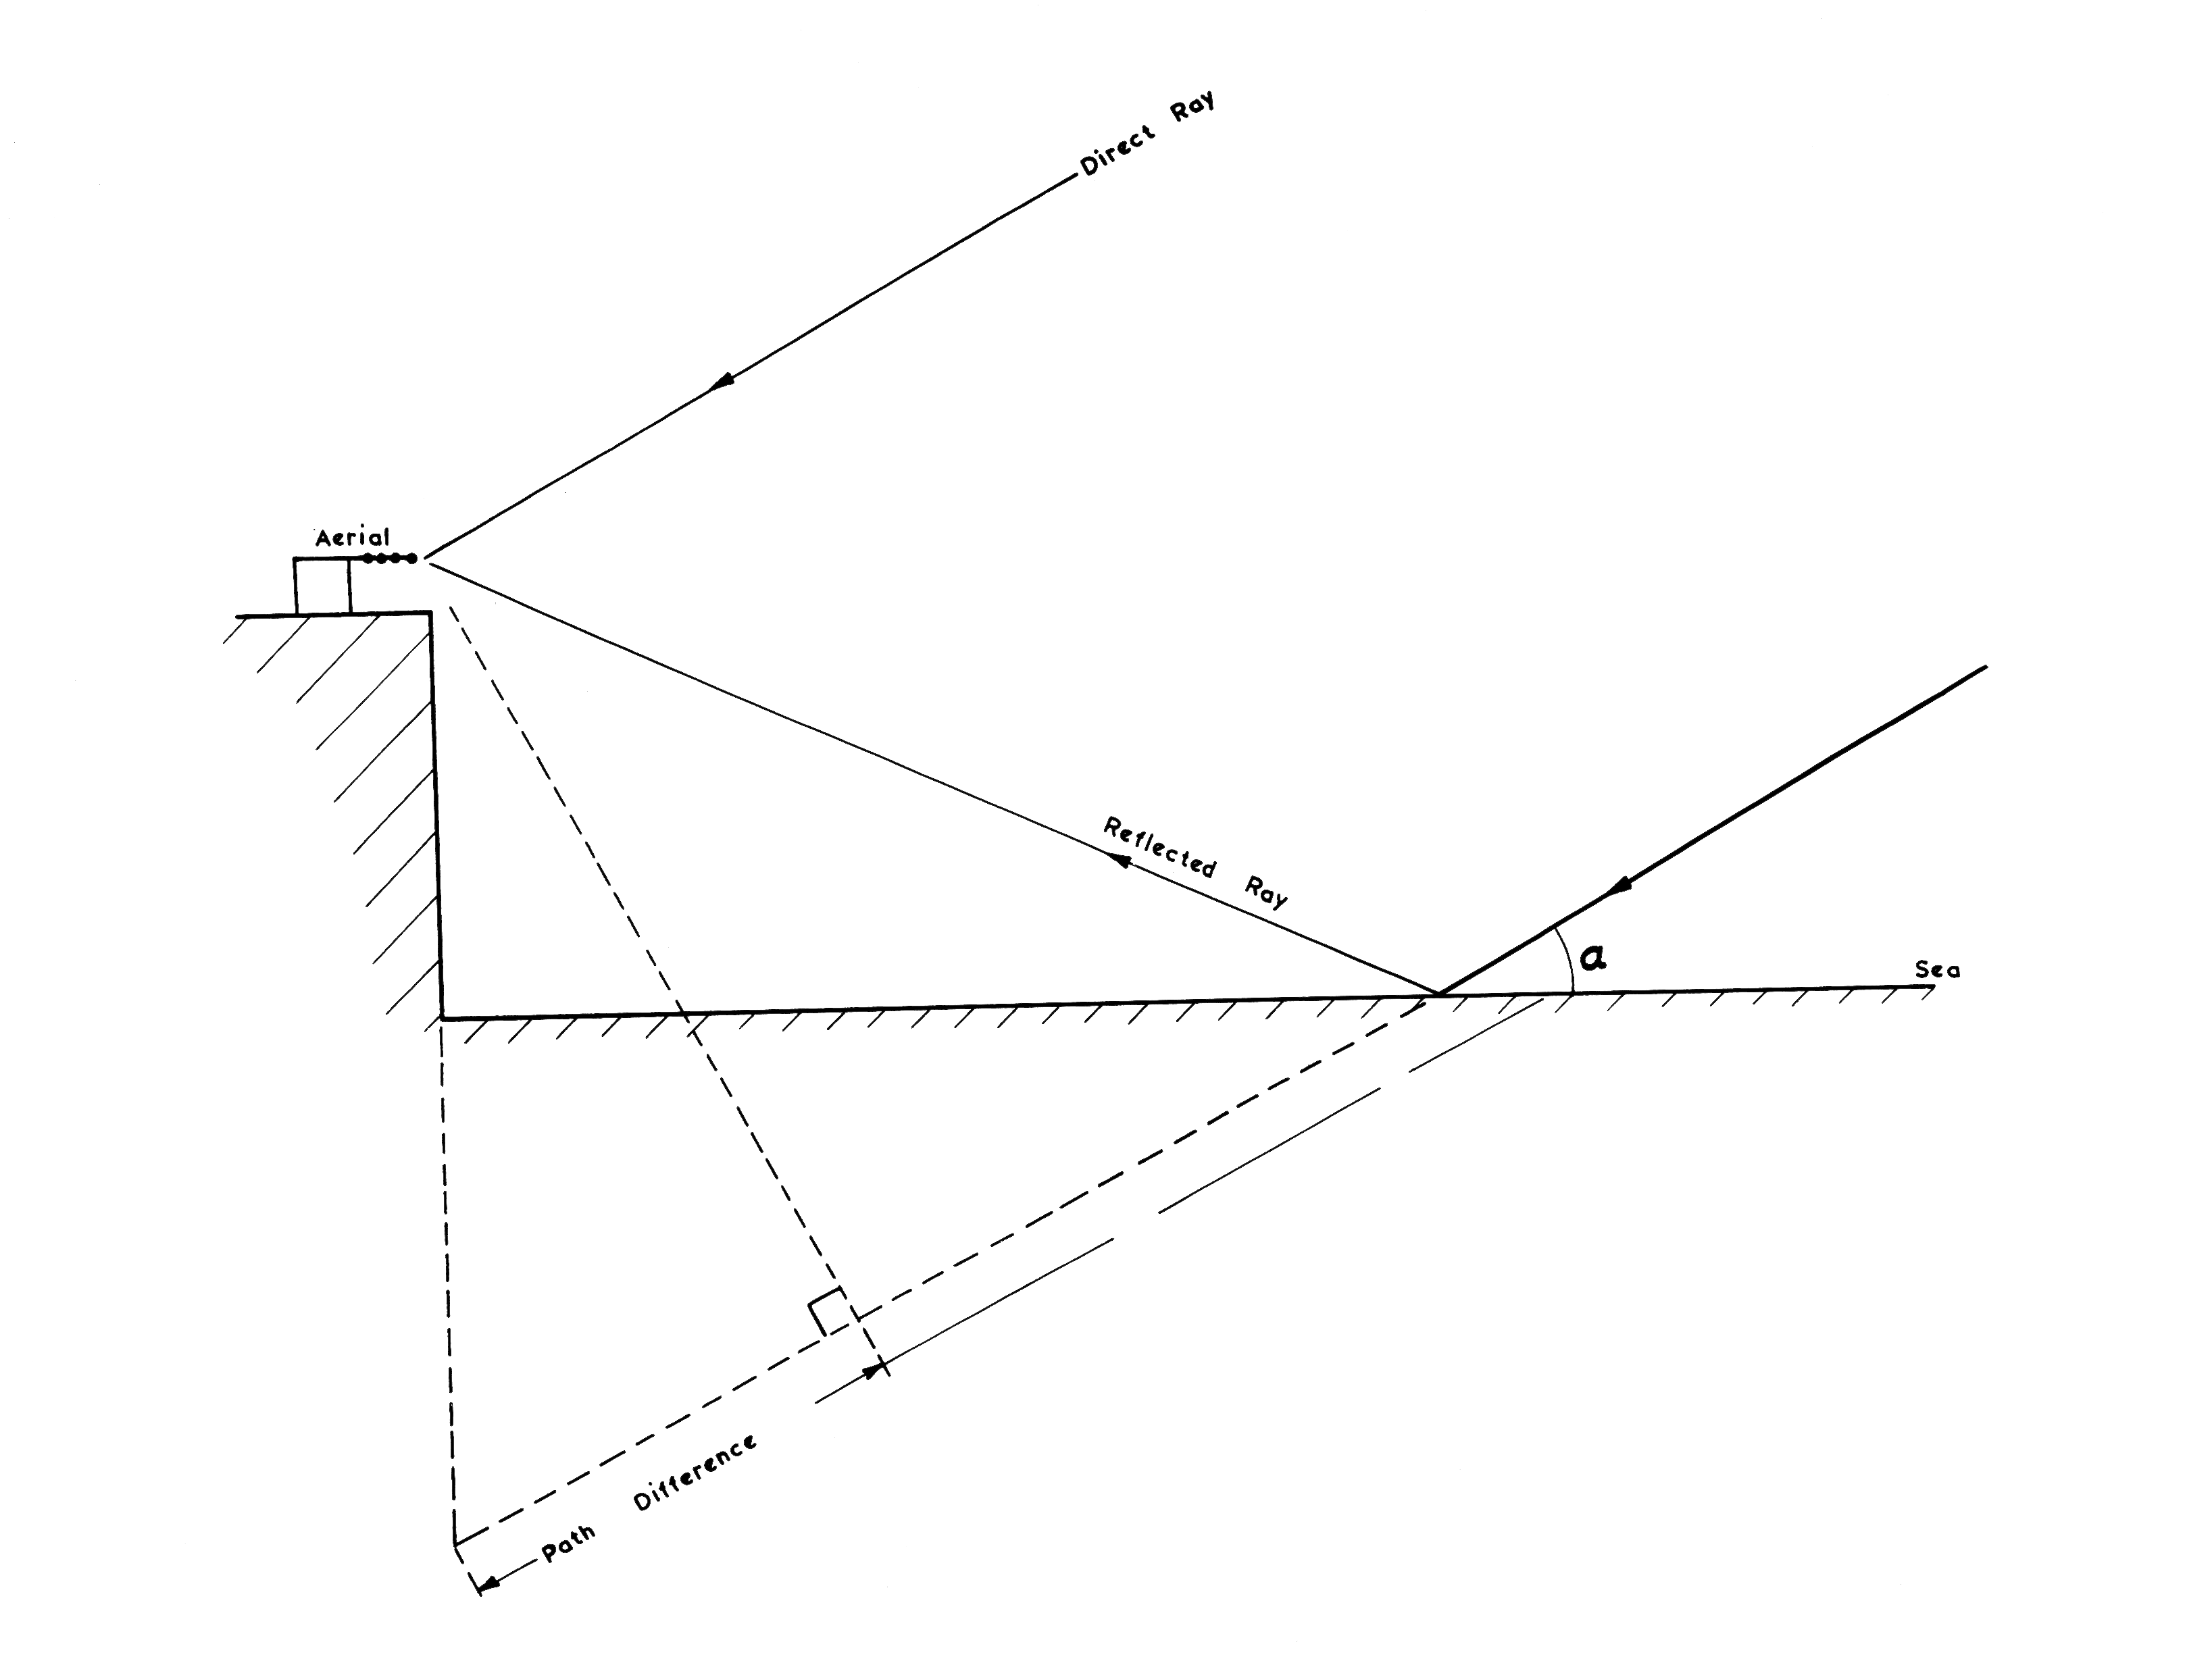 Direct Ray
Aerial
Reflected Ray
a
Sea
Path Difference